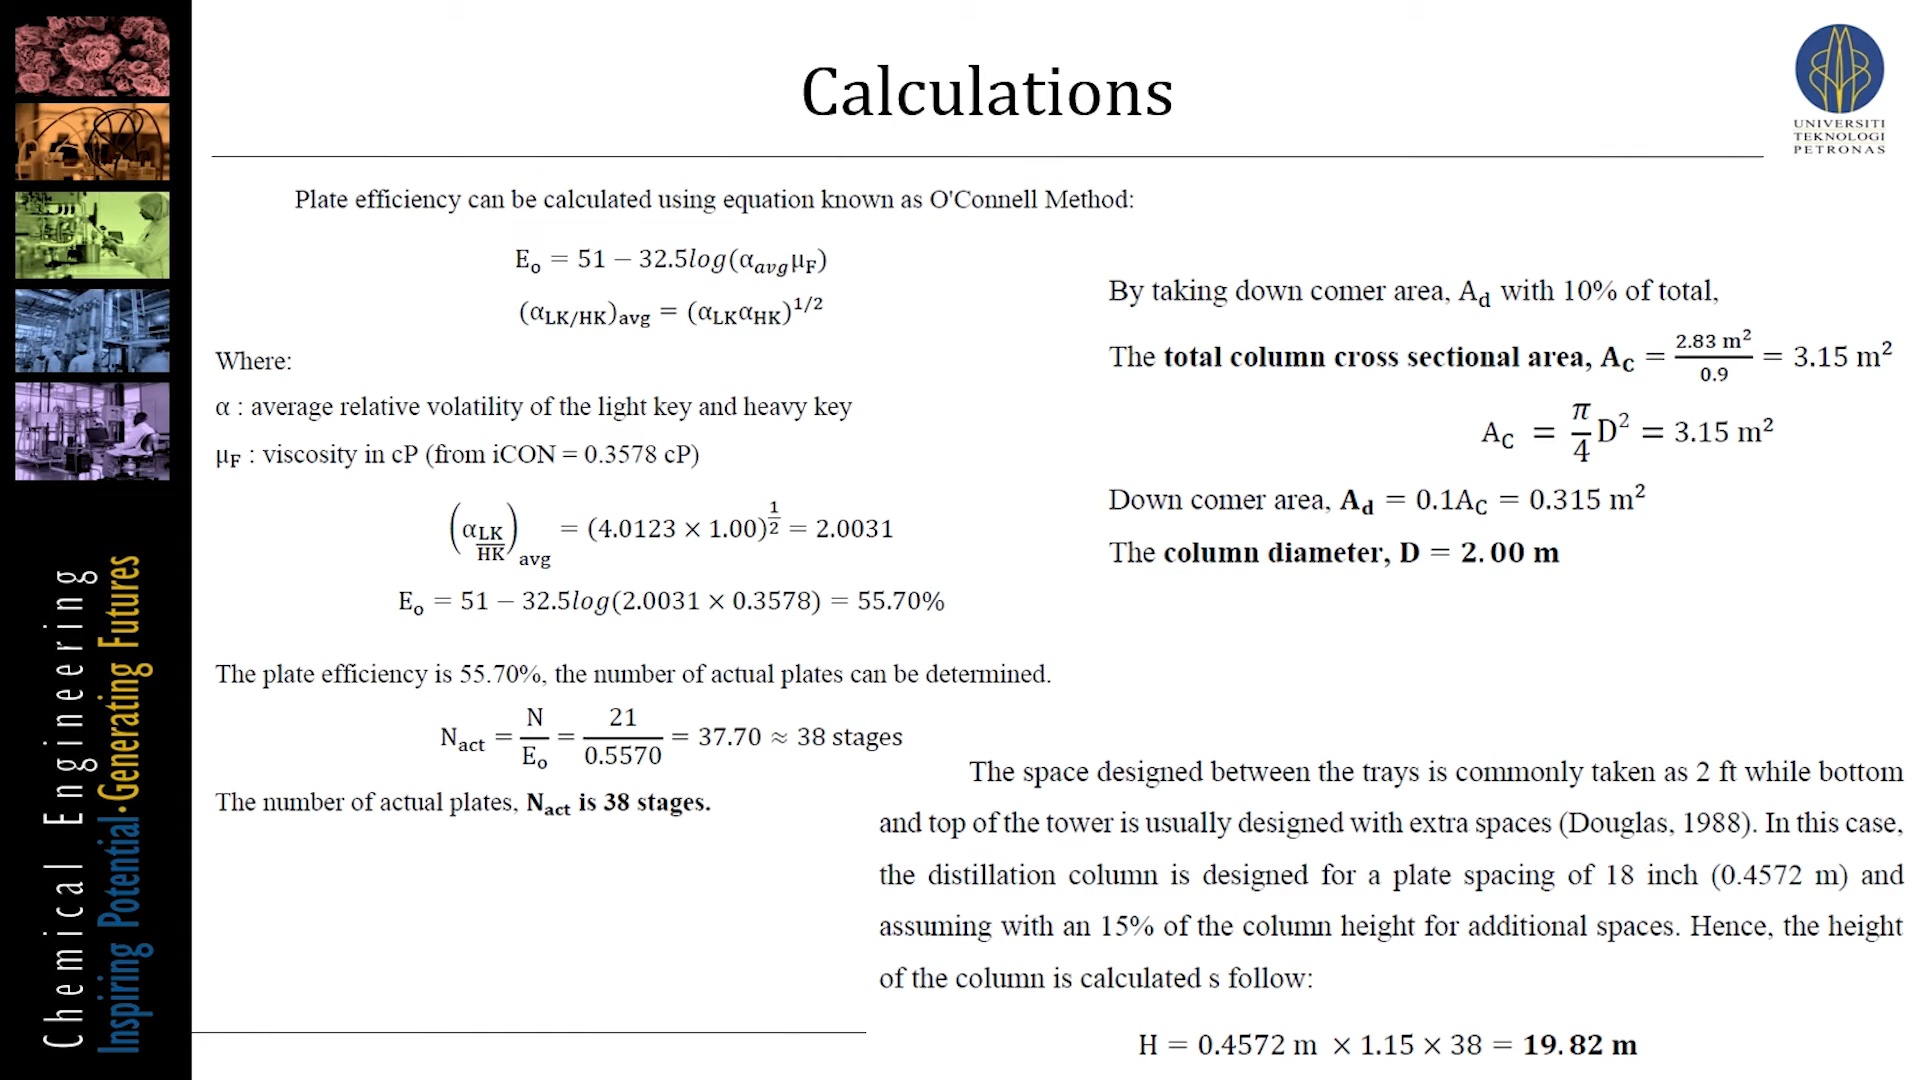 Calculations
UNIVERSITI
TEKNOLOGI
PETRONAS
Chemical Engineering
Inspiring Potential·Generating Futures
Plate efficiency can be calculated using equation known as O'Connell Method:
E₀ = 51 − 32.5log(α_avg μ_F)
(α_LK/HK)_avg = (α_LK α_HK)^1/2
Where:
α : average relative volatility of the light key and heavy key
μ_F : viscosity in cP (from iCON = 0.3578 cP)
(α_LK/HK)_avg = (4.0123 × 1.00)^1/2 = 2.0031
E₀ = 51 − 32.5log(2.0031 × 0.3578) = 55.70%
The plate efficiency is 55.70%, the number of actual plates can be determined.
N_act = N/E₀ = 21/0.5570 = 37.70 ≈ 38 stages
The number of actual plates, N_act is 38 stages.
By taking down comer area, A_d with 10% of total,
The total column cross sectional area, A_C = 2.83 m²/0.9 = 3.15 m²
A_C = π/4 D² = 3.15 m²
Down comer area, A_d = 0.1A_C = 0.315 m²
The column diameter, D = 2.00 m
The space designed between the trays is commonly taken as 2 ft while bottom
and top of the tower is usually designed with extra spaces (Douglas, 1988). In this case,
the distillation column is designed for a plate spacing of 18 inch (0.4572 m) and
assuming with an 15% of the column height for additional spaces. Hence, the height
of the column is calculated s follow:
H = 0.4572 m × 1.15 × 38 = 19.82 m